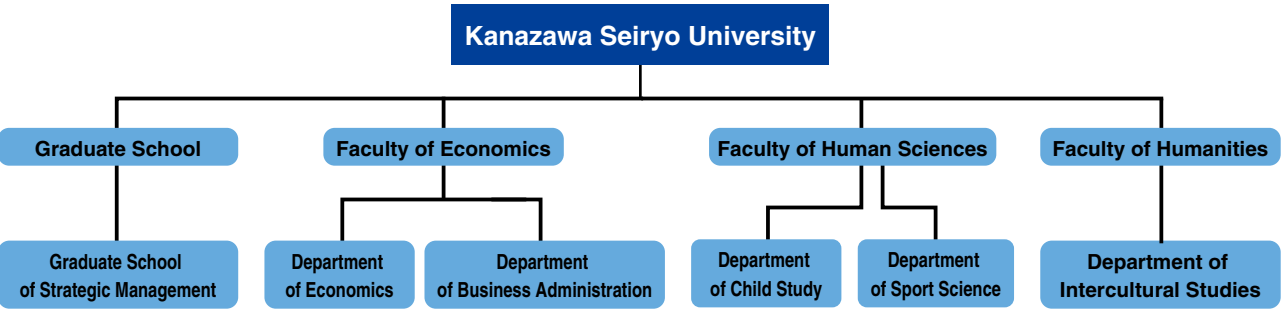 Kanazawa Seiryo University
Graduate School
Faculty of Economics
Faculty of Human Sciences
Faculty of Humanities
Graduate School
of Strategic Management
Department
of Economics
Department
of Business Administration
Department
of Child Study
Department
of Sport Science
Department of
Intercultural Studies